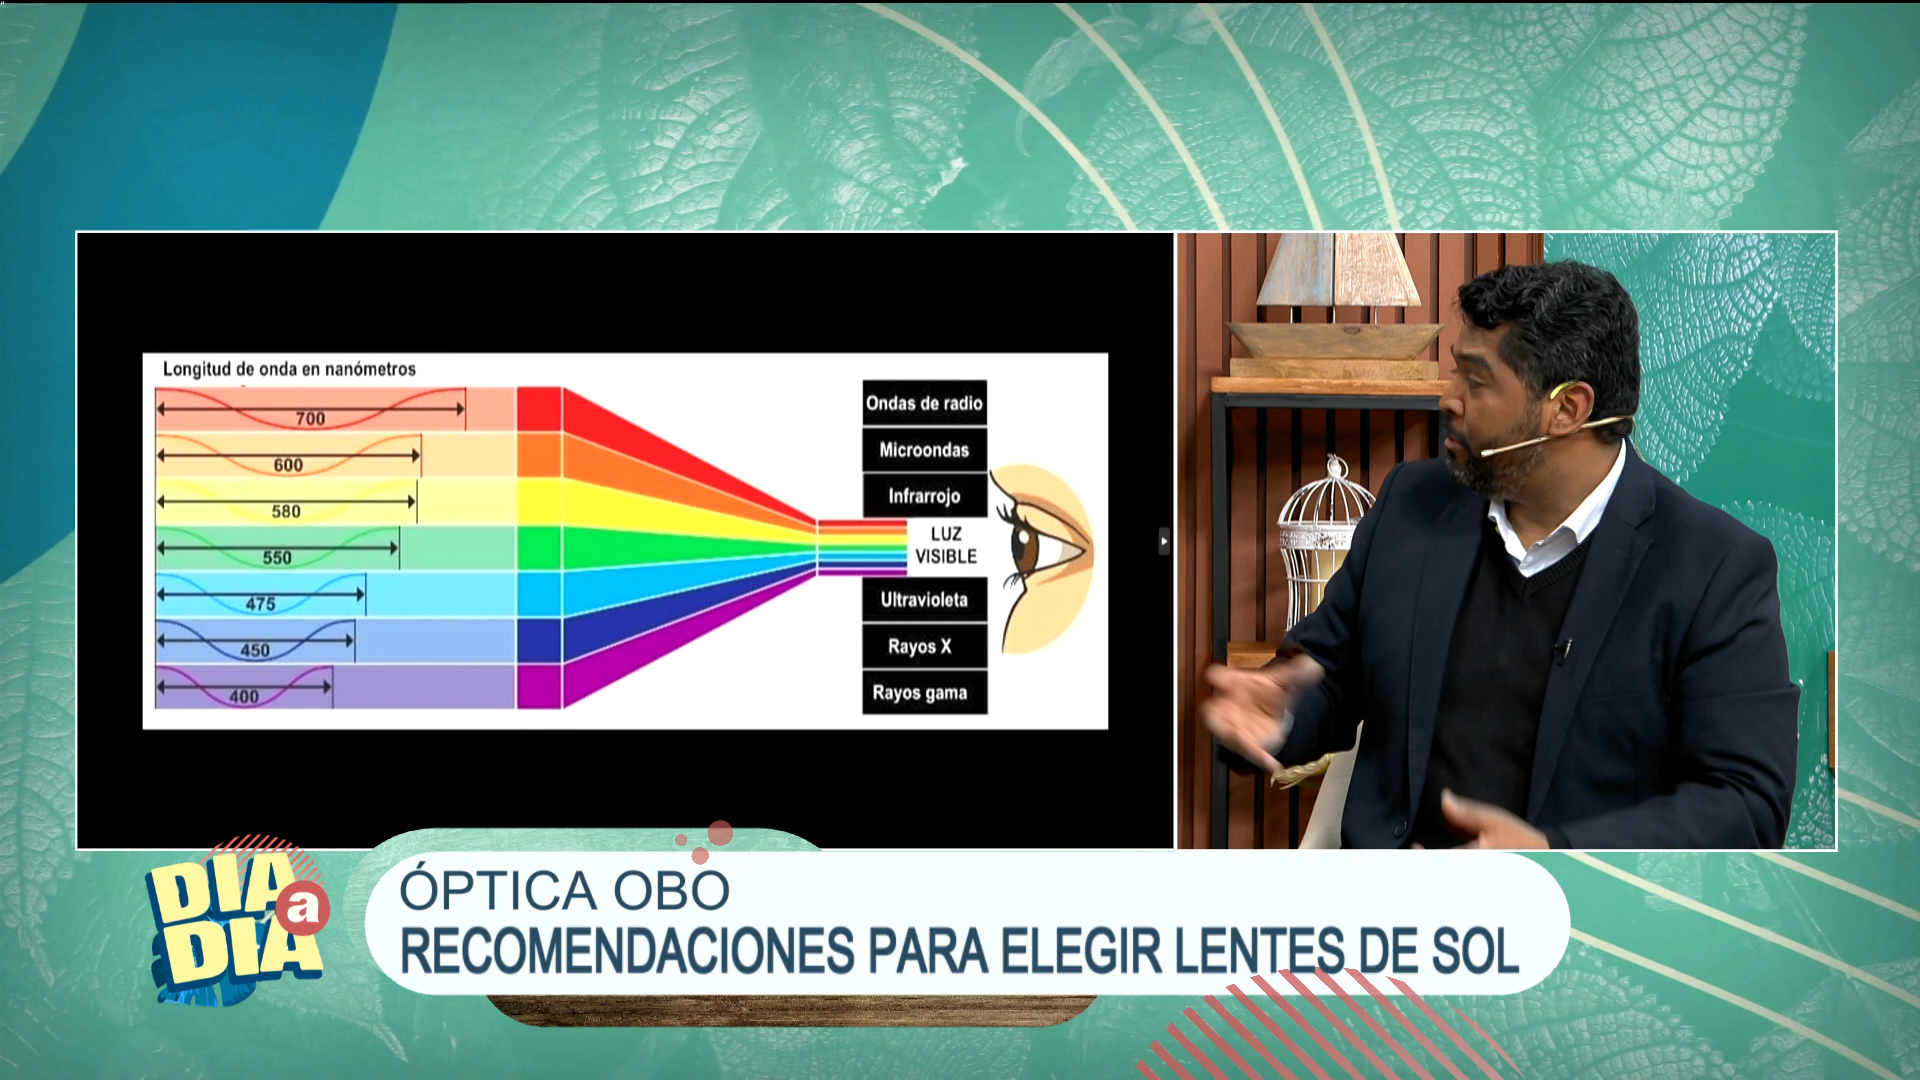 Longitud de onda en nanómetros
700
600
580
550
475
450
400
Ondas de radio
Microondas
Infrarrojo
LUZ
VISIBLE
Ultravioleta
Rayos X
Rayos gama
DIA
a
DÍA
ÓPTICA OBO
RECOMENDACIONES PARA ELEGIR LENTES DE SOL